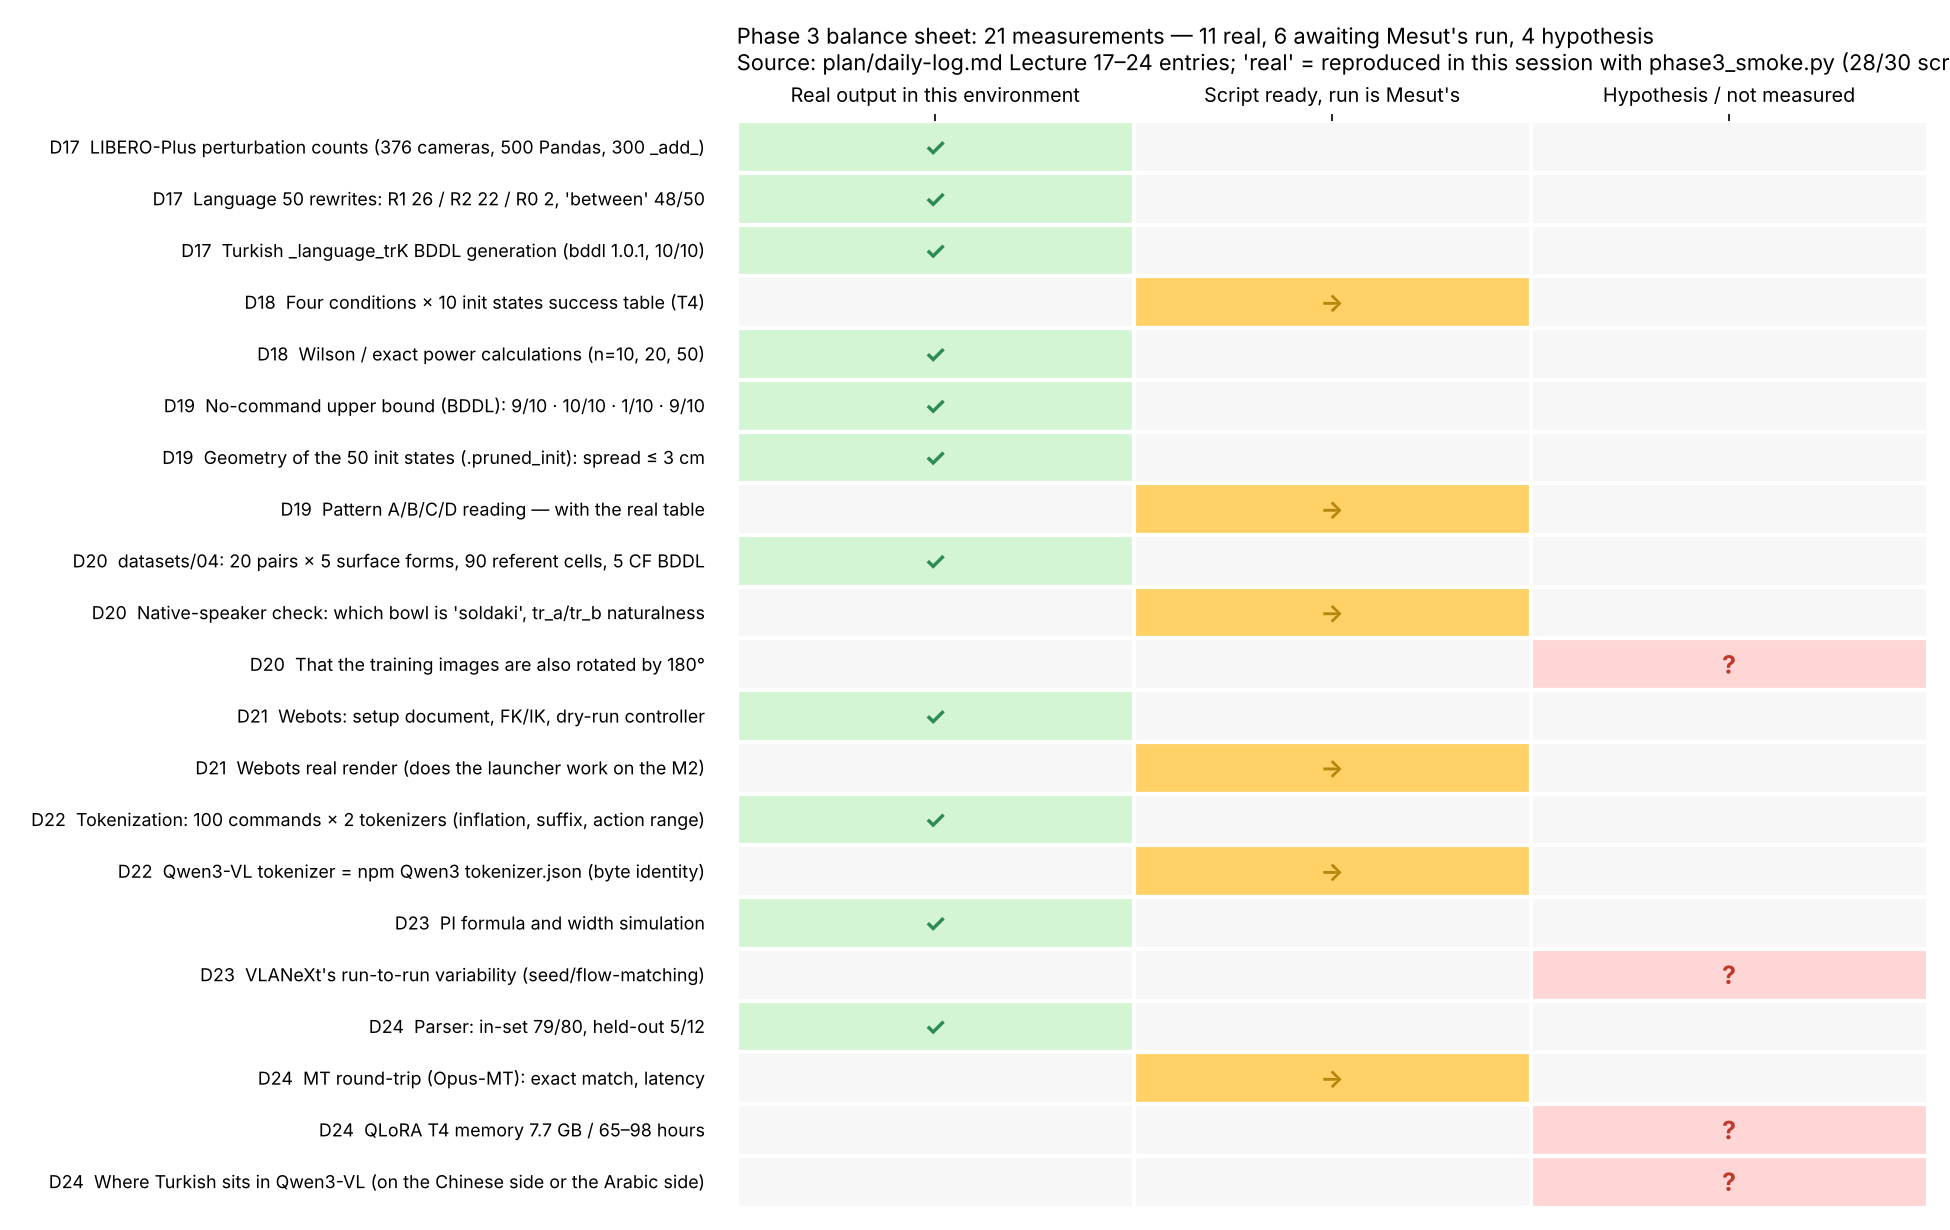 Phase 3 balance sheet: 21 measurements — 11 real, 6 awaiting Mesut's run, 4 hypothesis
Source: plan/daily-log.md Lecture 17–24 entries; 'real' = reproduced in this session with phase3_smoke.py (28/30 scr
Real output in this environment
Script ready, run is Mesut's
Hypothesis / not measured
D17 LIBERO-Plus perturbation counts (376 cameras, 500 Pandas, 300 _add_) ✓
D17 Language 50 rewrites: R1 26 / R2 22 / R0 2, 'between' 48/50 ✓
D17 Turkish _language_trK BDDL generation (bddl 1.0.1, 10/10) ✓
D18 Four conditions × 10 init states success table (T4) →
D18 Wilson / exact power calculations (n=10, 20, 50) ✓
D19 No-command upper bound (BDDL): 9/10 · 10/10 · 1/10 · 9/10 ✓
D19 Geometry of the 50 init states (.pruned_init): spread ≤ 3 cm ✓
D19 Pattern A/B/C/D reading — with the real table →
D20 datasets/04: 20 pairs × 5 surface forms, 90 referent cells, 5 CF BDDL ✓
D20 Native-speaker check: which bowl is 'soldaki', tr_a/tr_b naturalness →
D20 That the training images are also rotated by 180° ?
D21 Webots: setup document, FK/IK, dry-run controller ✓
D21 Webots real render (does the launcher work on the M2) →
D22 Tokenization: 100 commands × 2 tokenizers (inflation, suffix, action range) ✓
D22 Qwen3-VL tokenizer = npm Qwen3 tokenizer.json (byte identity) →
D23 PI formula and width simulation ✓
D23 VLANeXt's run-to-run variability (seed/flow-matching) ?
D24 Parser: in-set 79/80, held-out 5/12 ✓
D24 MT round-trip (Opus-MT): exact match, latency →
D24 QLoRA T4 memory 7.7 GB / 65–98 hours ?
D24 Where Turkish sits in Qwen3-VL (on the Chinese side or the Arabic side) ?